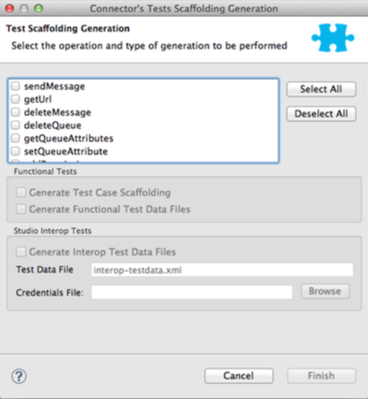 Connector's Tests Scaffolding Generation
Test Scaffolding Generation
Select the operation and type of generation to be performed
sendMessage
getUrl
deleteMessage
deleteQueue
getQueueAttributes
setQueueAttribute
Select All
Deselect All
Functional Tests
Generate Test Case Scaffolding
Generate Functional Test Data Files
Studio Interop Tests
Generate Interop Test Data Files
Test Data File interop-testdata.xml
Credentials File: Browse
? Cancel Finish